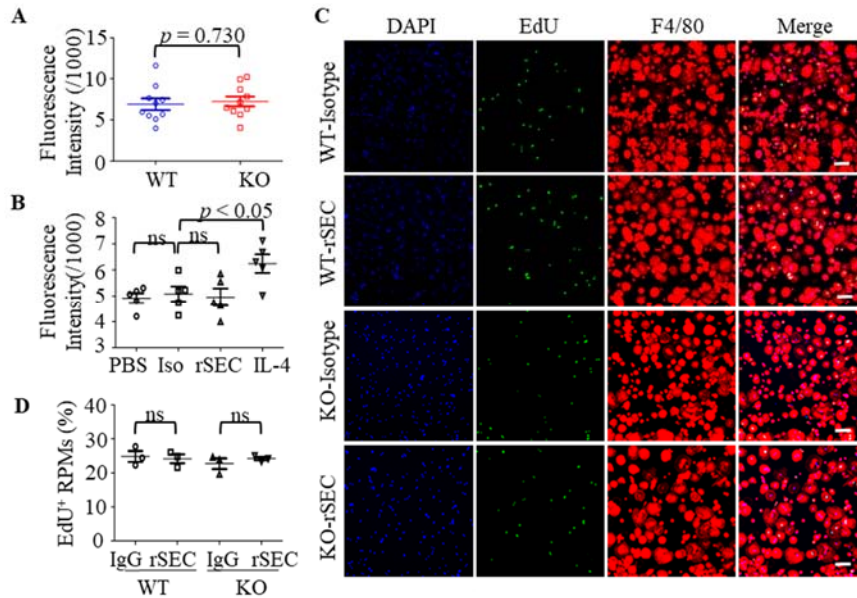 A
p = 0.730
Fluorescence
Intensity (/1000)
15
10
5
0
WT KO
B
p < 0.05
ns ns
Fluorescence
Intensity(/1000)
8
7
6
5
4
3
PBS Iso rSEC IL-4
D
ns ns
EdU+ RPMs (%)
40
30
20
10
0
IgG rSEC IgG rSEC
WT KO
C
DAPI EdU F4/80 Merge
WT-Isotype
WT-rSEC
KO-Isotype
KO-rSEC